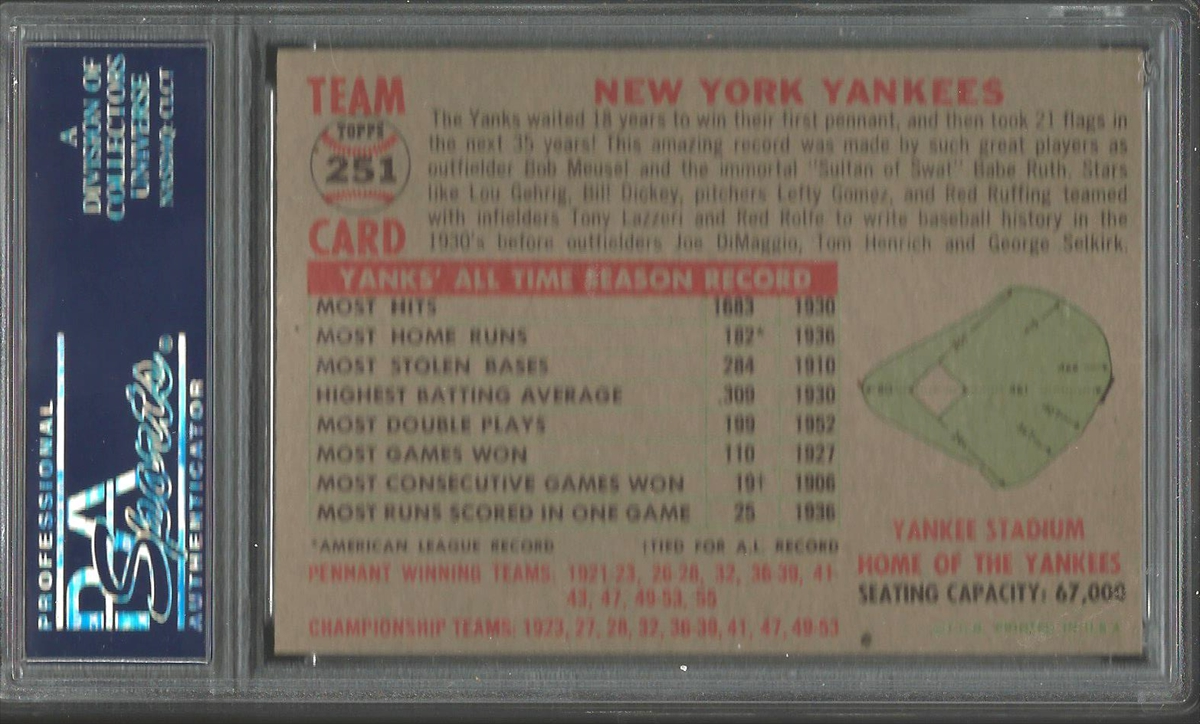 A
DIVISION OF
COLLECTORS
UNIVERSE
NASDAQ: CLCT
PROFESSIONAL
PSA
Sports
®
AUTHENTICATOR
TEAM
TOPPS
251
CARD
NEW YORK YANKEES
The Yanks waited 18 years to win their first pennant, and then took 21 flags in
the next 35 years! This amazing record was made by such great players as
outfielder Bob Meusel and the immortal "Sultan of Swat" Babe Ruth. Stars
like Lou Gehrig, Bill Dickey, pitchers Lefty Gomez, and Red Ruffing teamed
with infielders Tony Lazzeri and Red Rolfe to write baseball history in the
1930's before outfielders Joe DiMaggio, Tom Henrich and George Selkirk.
YANKS' ALL TIME SEASON RECORD
MOST HITS 1683 1930
MOST HOME RUNS 182* 1936
MOST STOLEN BASES 284 1910
HIGHEST BATTING AVERAGE .309 1930
MOST DOUBLE PLAYS 199 1952
MOST GAMES WON 110 1927
MOST CONSECUTIVE GAMES WON 19† 1906
MOST RUNS SCORED IN ONE GAME 25 1936
*AMERICAN LEAGUE RECORD †TIED FOR A.L. RECORD
PENNANT WINNING TEAMS: 1921-23, 26-28, 32, 36-39, 41-
43, 47, 49-53, 55
CHAMPIONSHIP TEAMS: 1923, 27, 28, 32, 36-39, 41, 47, 49-53
YANKEE STADIUM
HOME OF THE YANKEES
SEATING CAPACITY: 67,000